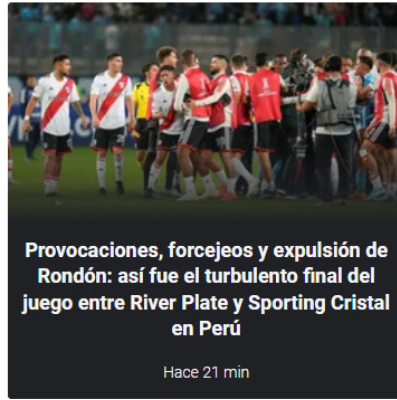 Provocaciones, forcejeos y expulsión de
Rondón: así fue el turbulento final del
juego entre River Plate y Sporting Cristal
en Perú
Hace 21 min